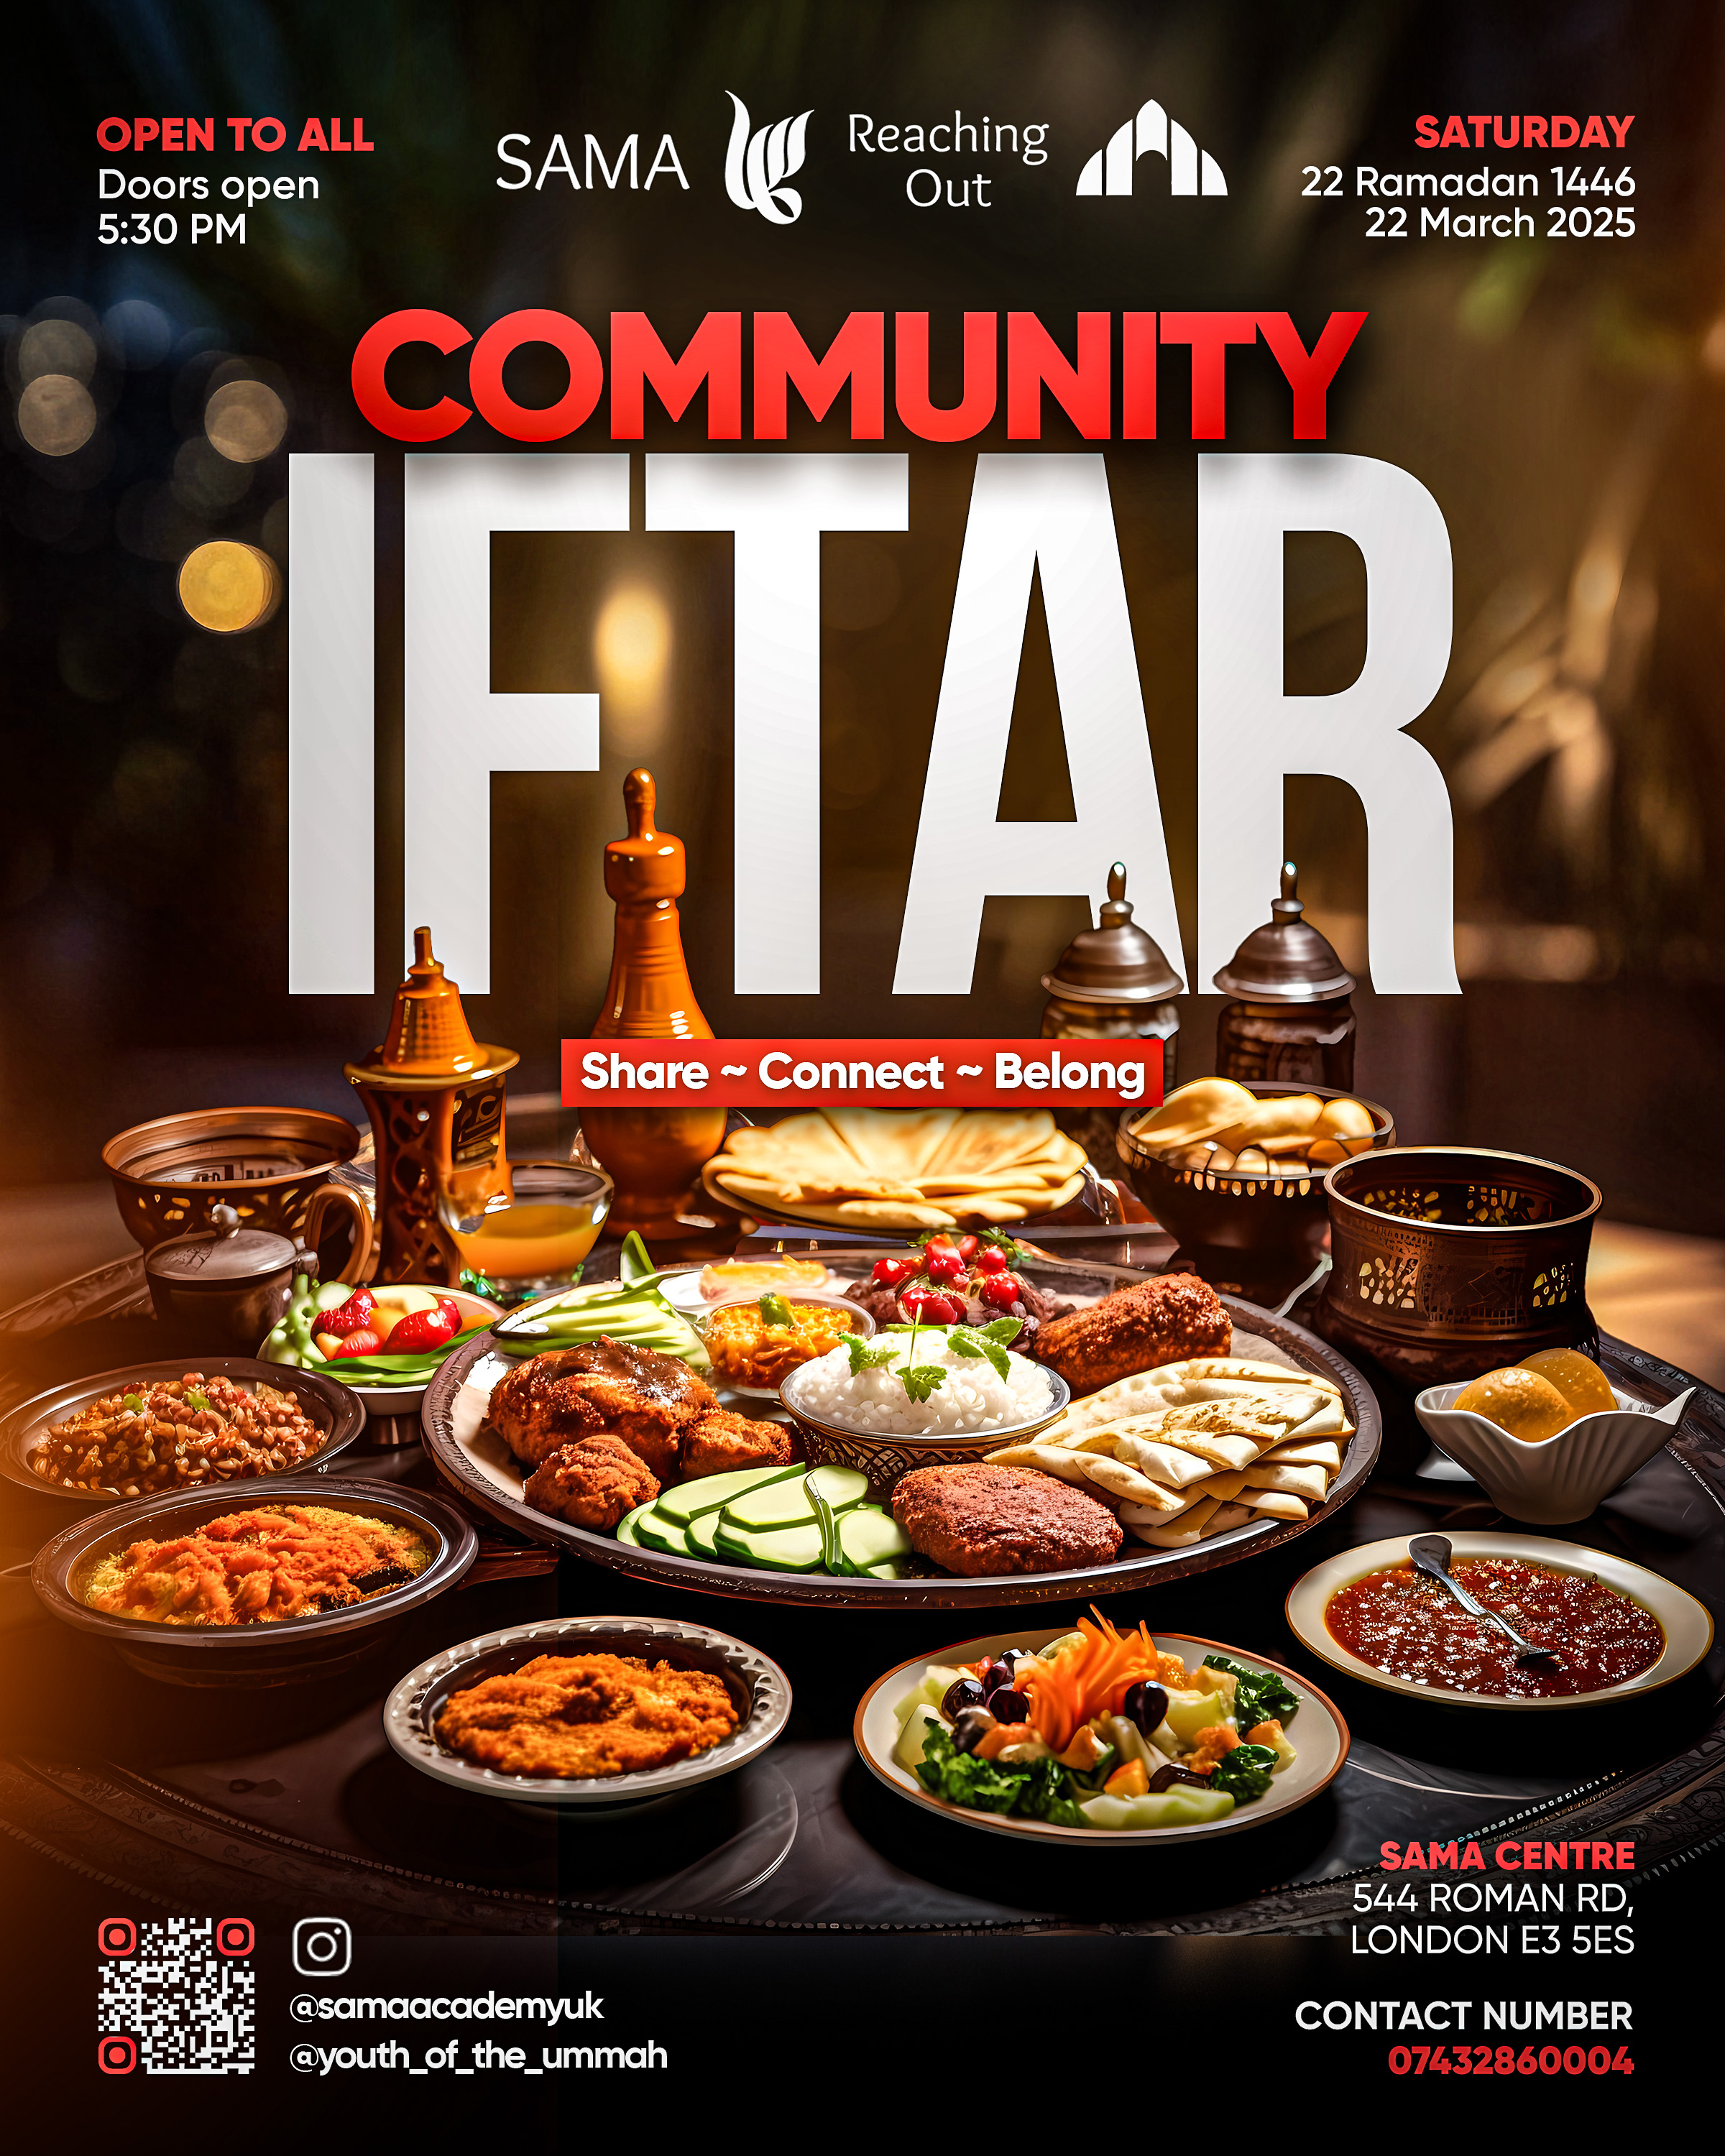 OPEN TO ALL
Doors open
5:30 PM
SAMA
Reaching
Out
SATURDAY
22 Ramadan 1446
22 March 2025
COMMUNITY
IFTAR
Share ~ Connect ~ Belong
SAMA CENTRE
544 ROMAN RD,
LONDON E3 5ES
@samaacademyuk
@youth_of_the_ummah
CONTACT NUMBER
07432860004